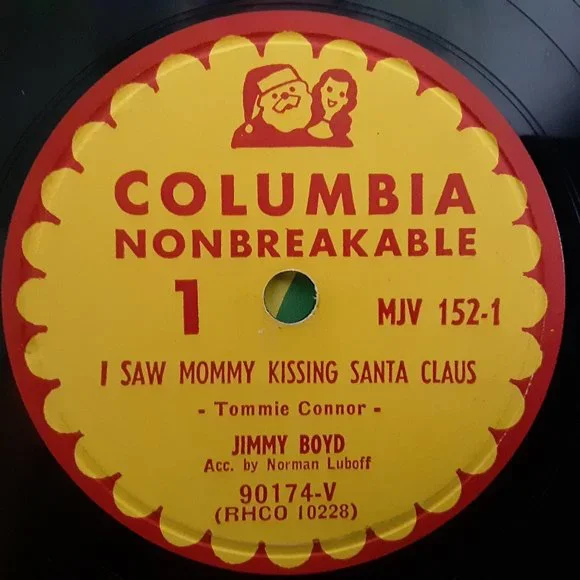 COLUMBIA
NONBREAKABLE
1
MJV 152-1
I SAW MOMMY KISSING SANTA CLAUS
- Tommie Connor -
JIMMY BOYD
Acc. by Norman Luboff
90174-V
(RHCO 10228)